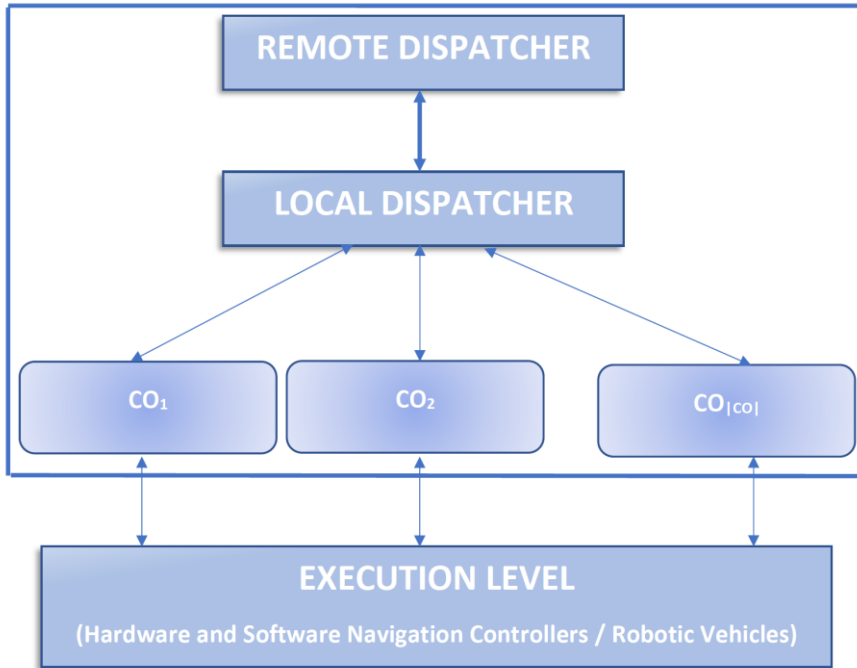 REMOTE DISPATCHER
LOCAL DISPATCHER
CO₁
CO₂
CO|CO|
EXECUTION LEVEL
(Hardware and Software Navigation Controllers / Robotic Vehicles)